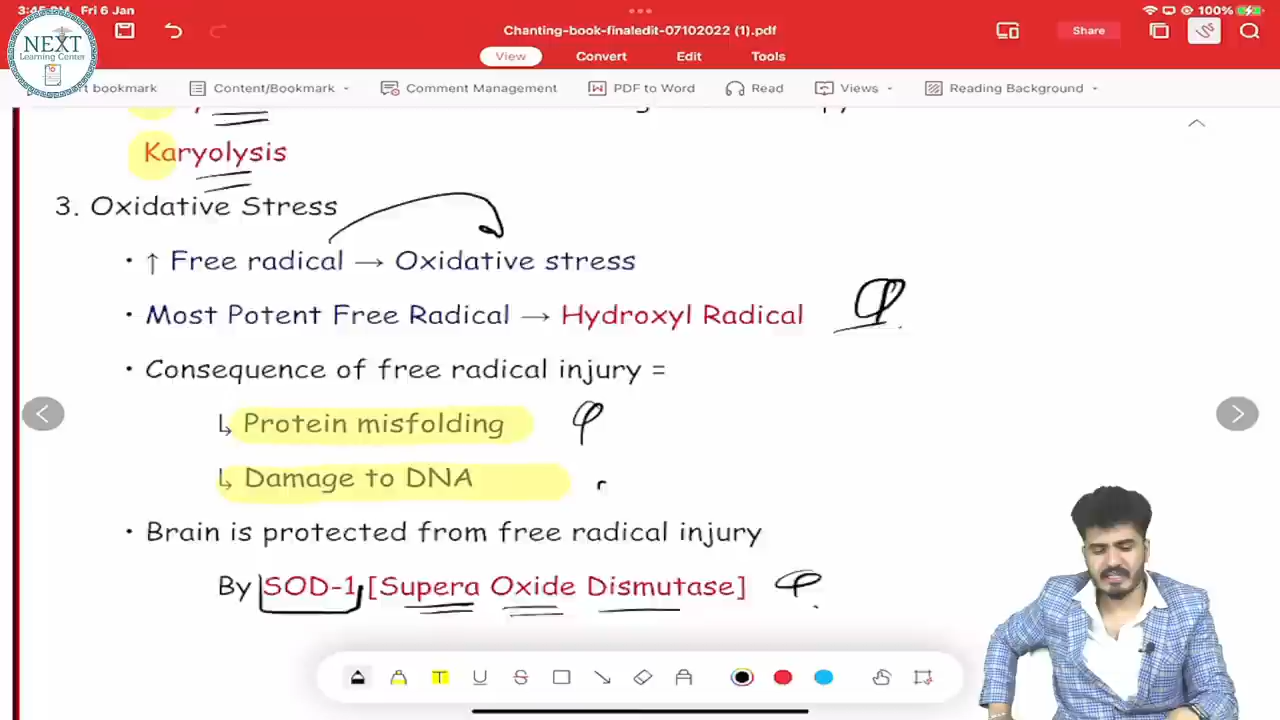 3:45 PM Fri 6 Jan
100%
NEXT
Learning Center
Chanting-book-finaledit-07102022 (1).pdf
Share
View
Convert
Edit
Tools
rt bookmark
Content/Bookmark
Comment Management
PDF to Word
Read
Views
Reading Background
Karyolysis
3. Oxidative Stress
• ↑ Free radical → Oxidative stress
• Most Potent Free Radical → Hydroxyl Radical
• Consequence of free radical injury =
↳ Protein misfolding
↳ Damage to DNA
• Brain is protected from free radical injury
By SOD-1 [Supera Oxide Dismutase]